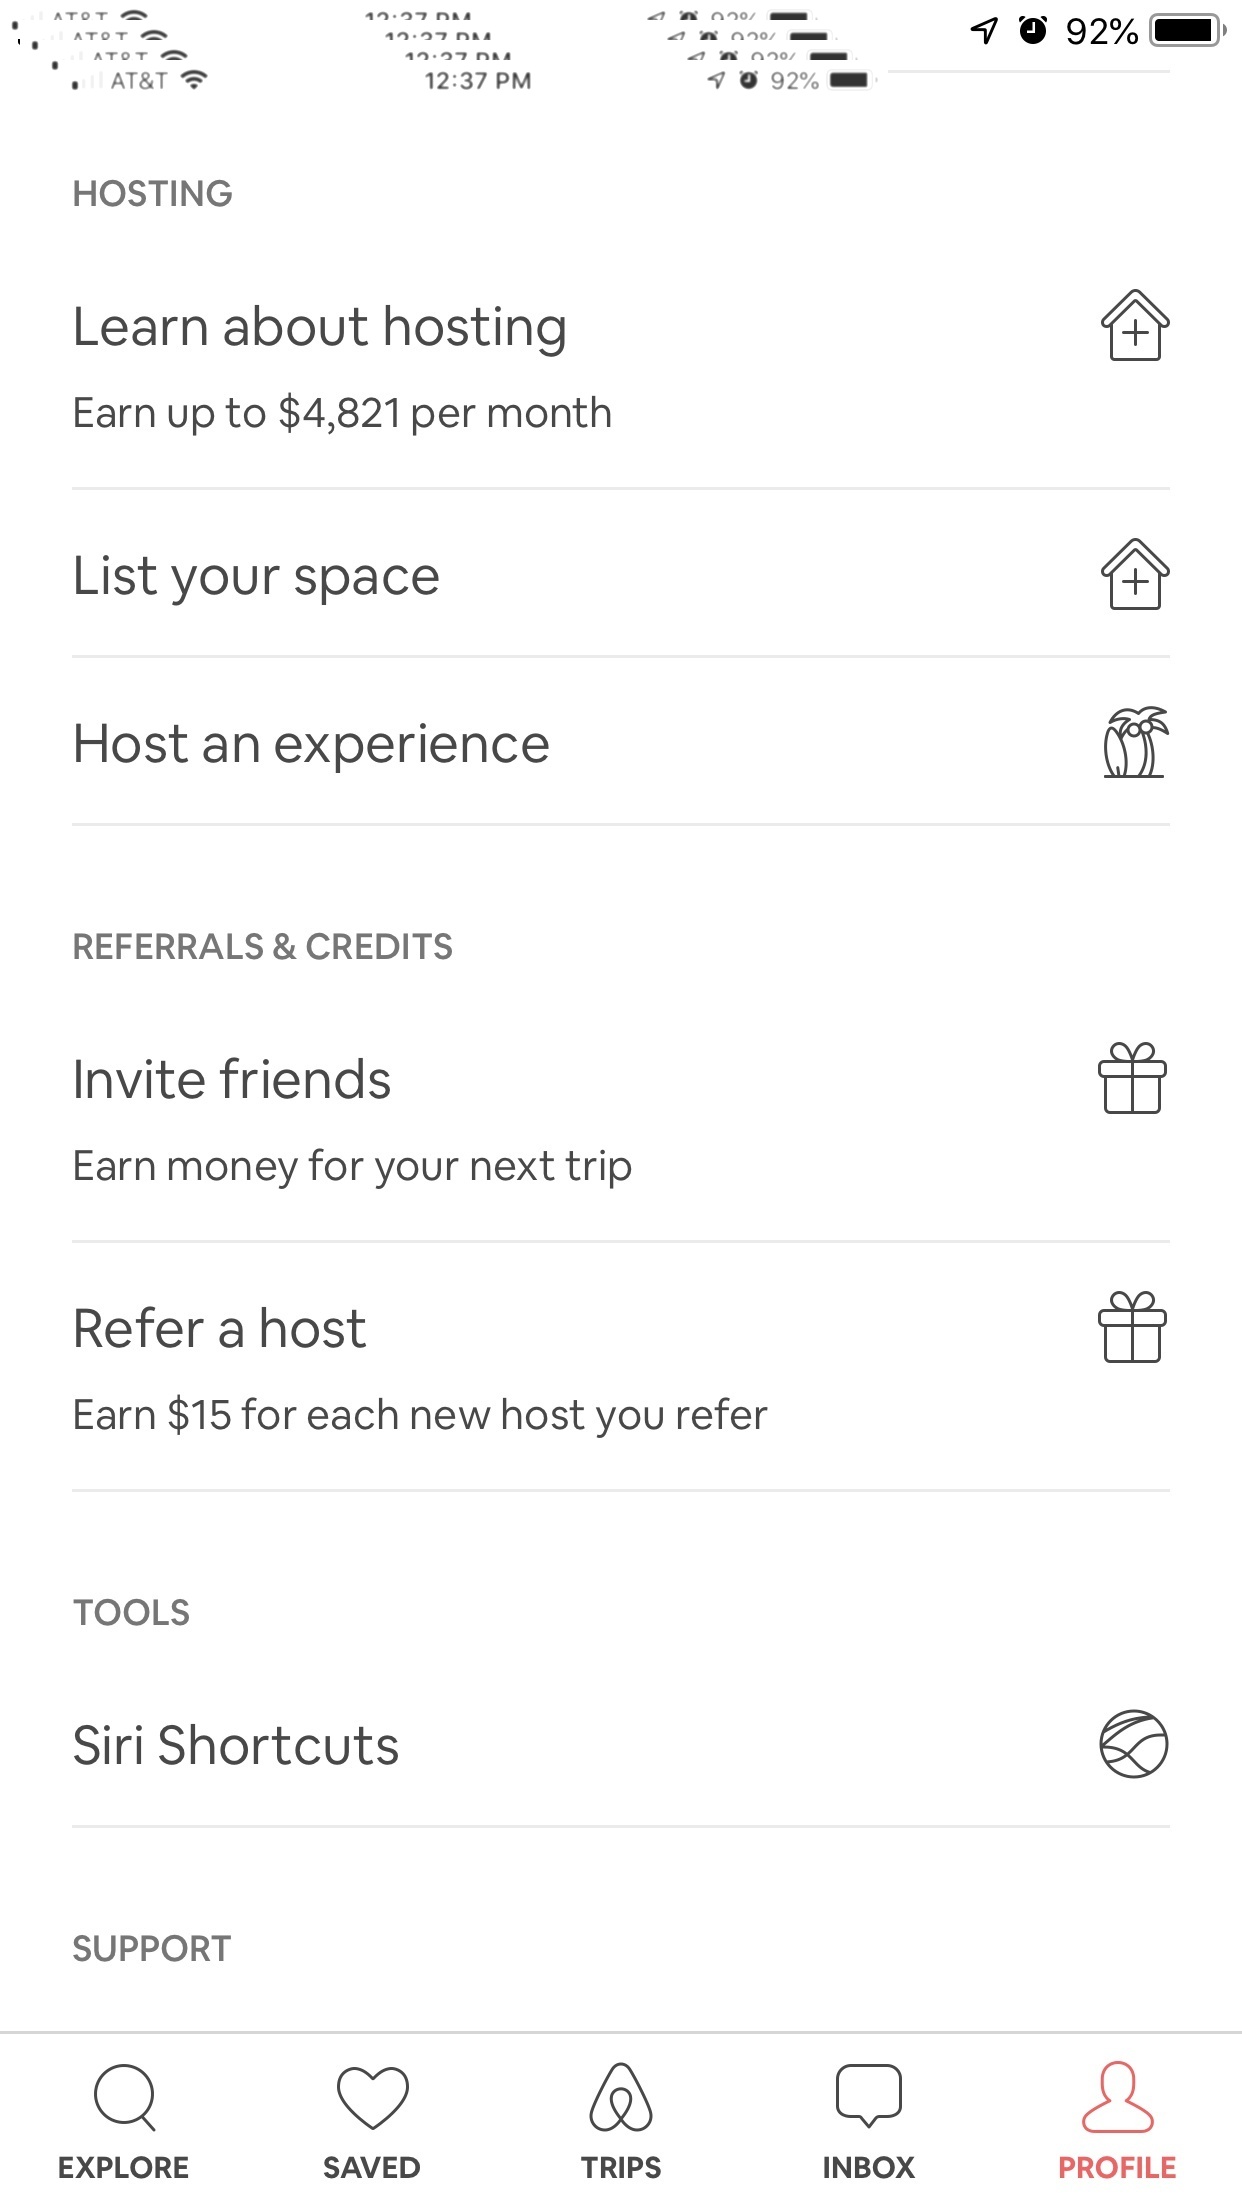 92%
AT&T 12:37 PM 92%
HOSTING
Learn about hosting
Earn up to $4,821 per month
List your space
Host an experience
REFERRALS & CREDITS
Invite friends
Earn money for your next trip
Refer a host
Earn $15 for each new host you refer
TOOLS
Siri Shortcuts
SUPPORT
EXPLORE SAVED TRIPS INBOX PROFILE